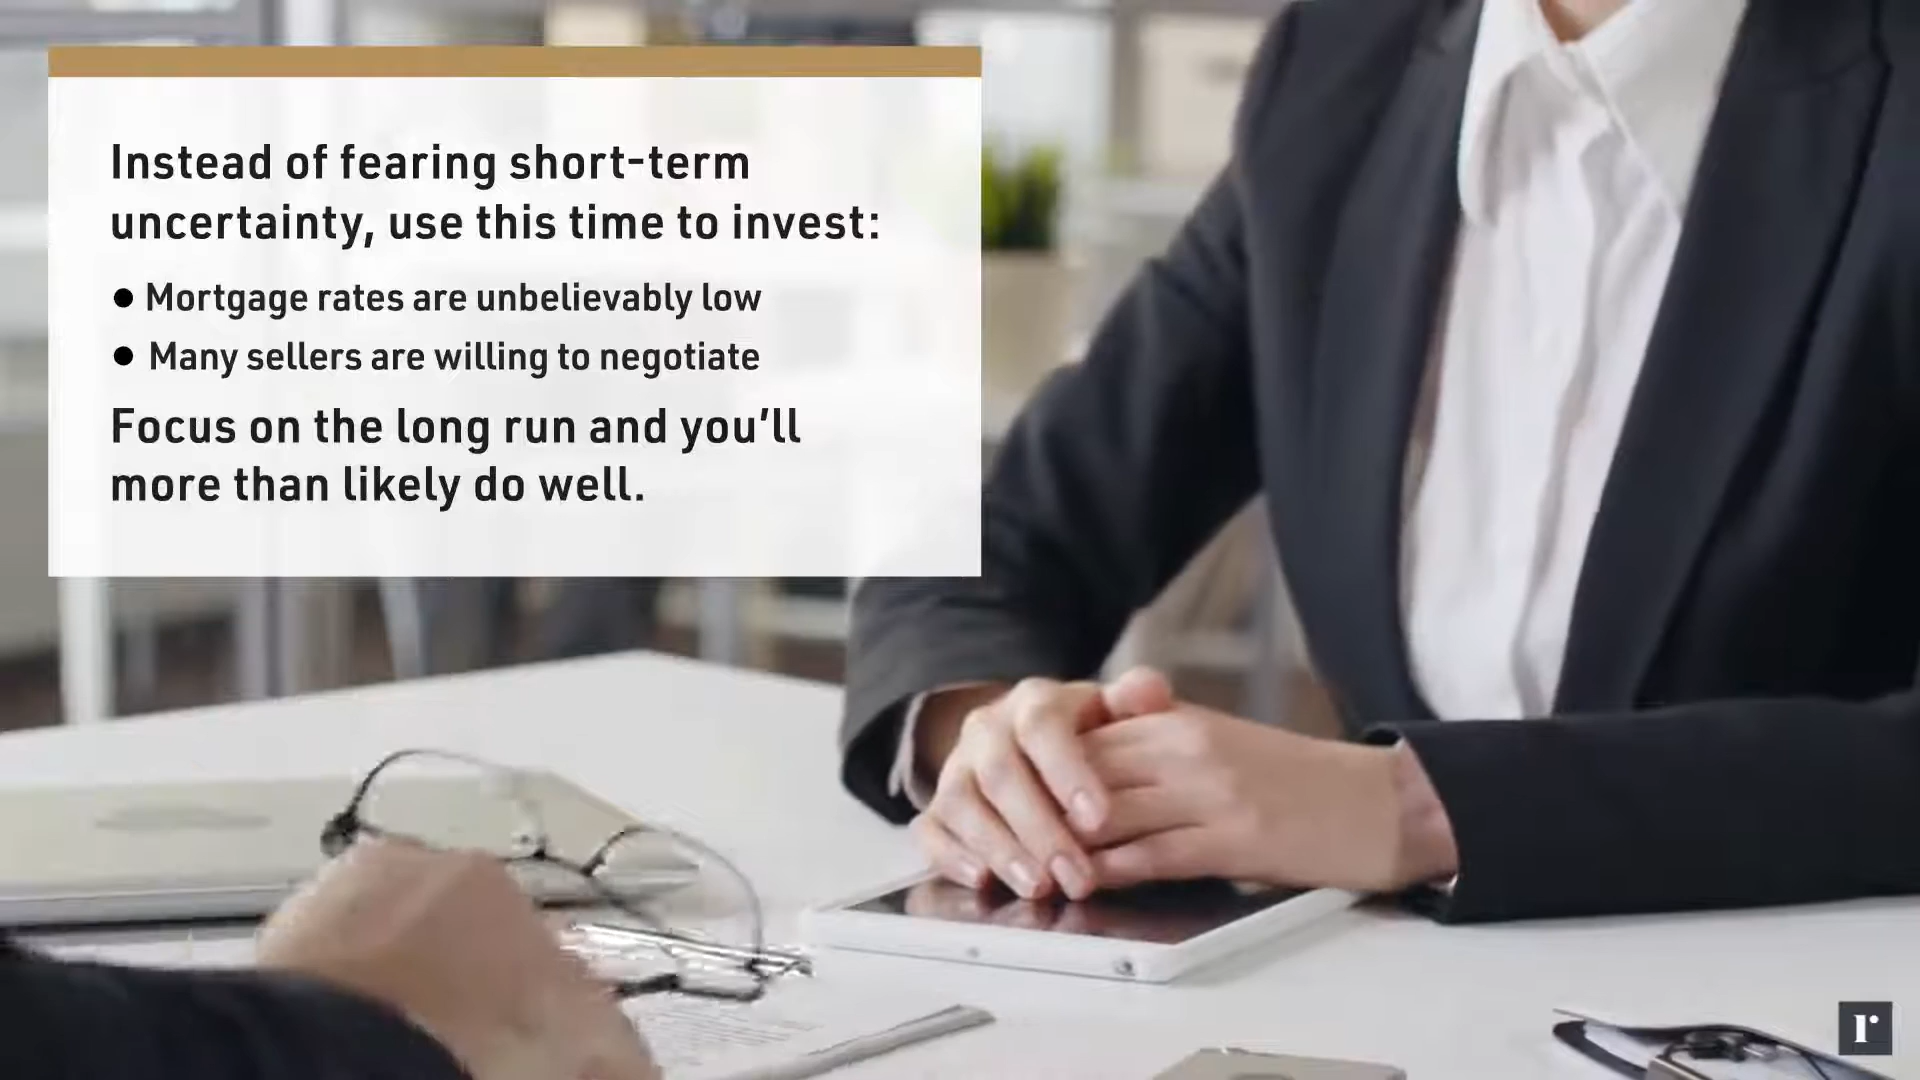 Instead of fearing short-term
uncertainty, use this time to invest:
● Mortgage rates are unbelievably low
● Many sellers are willing to negotiate
Focus on the long run and you’ll
more than likely do well.
r